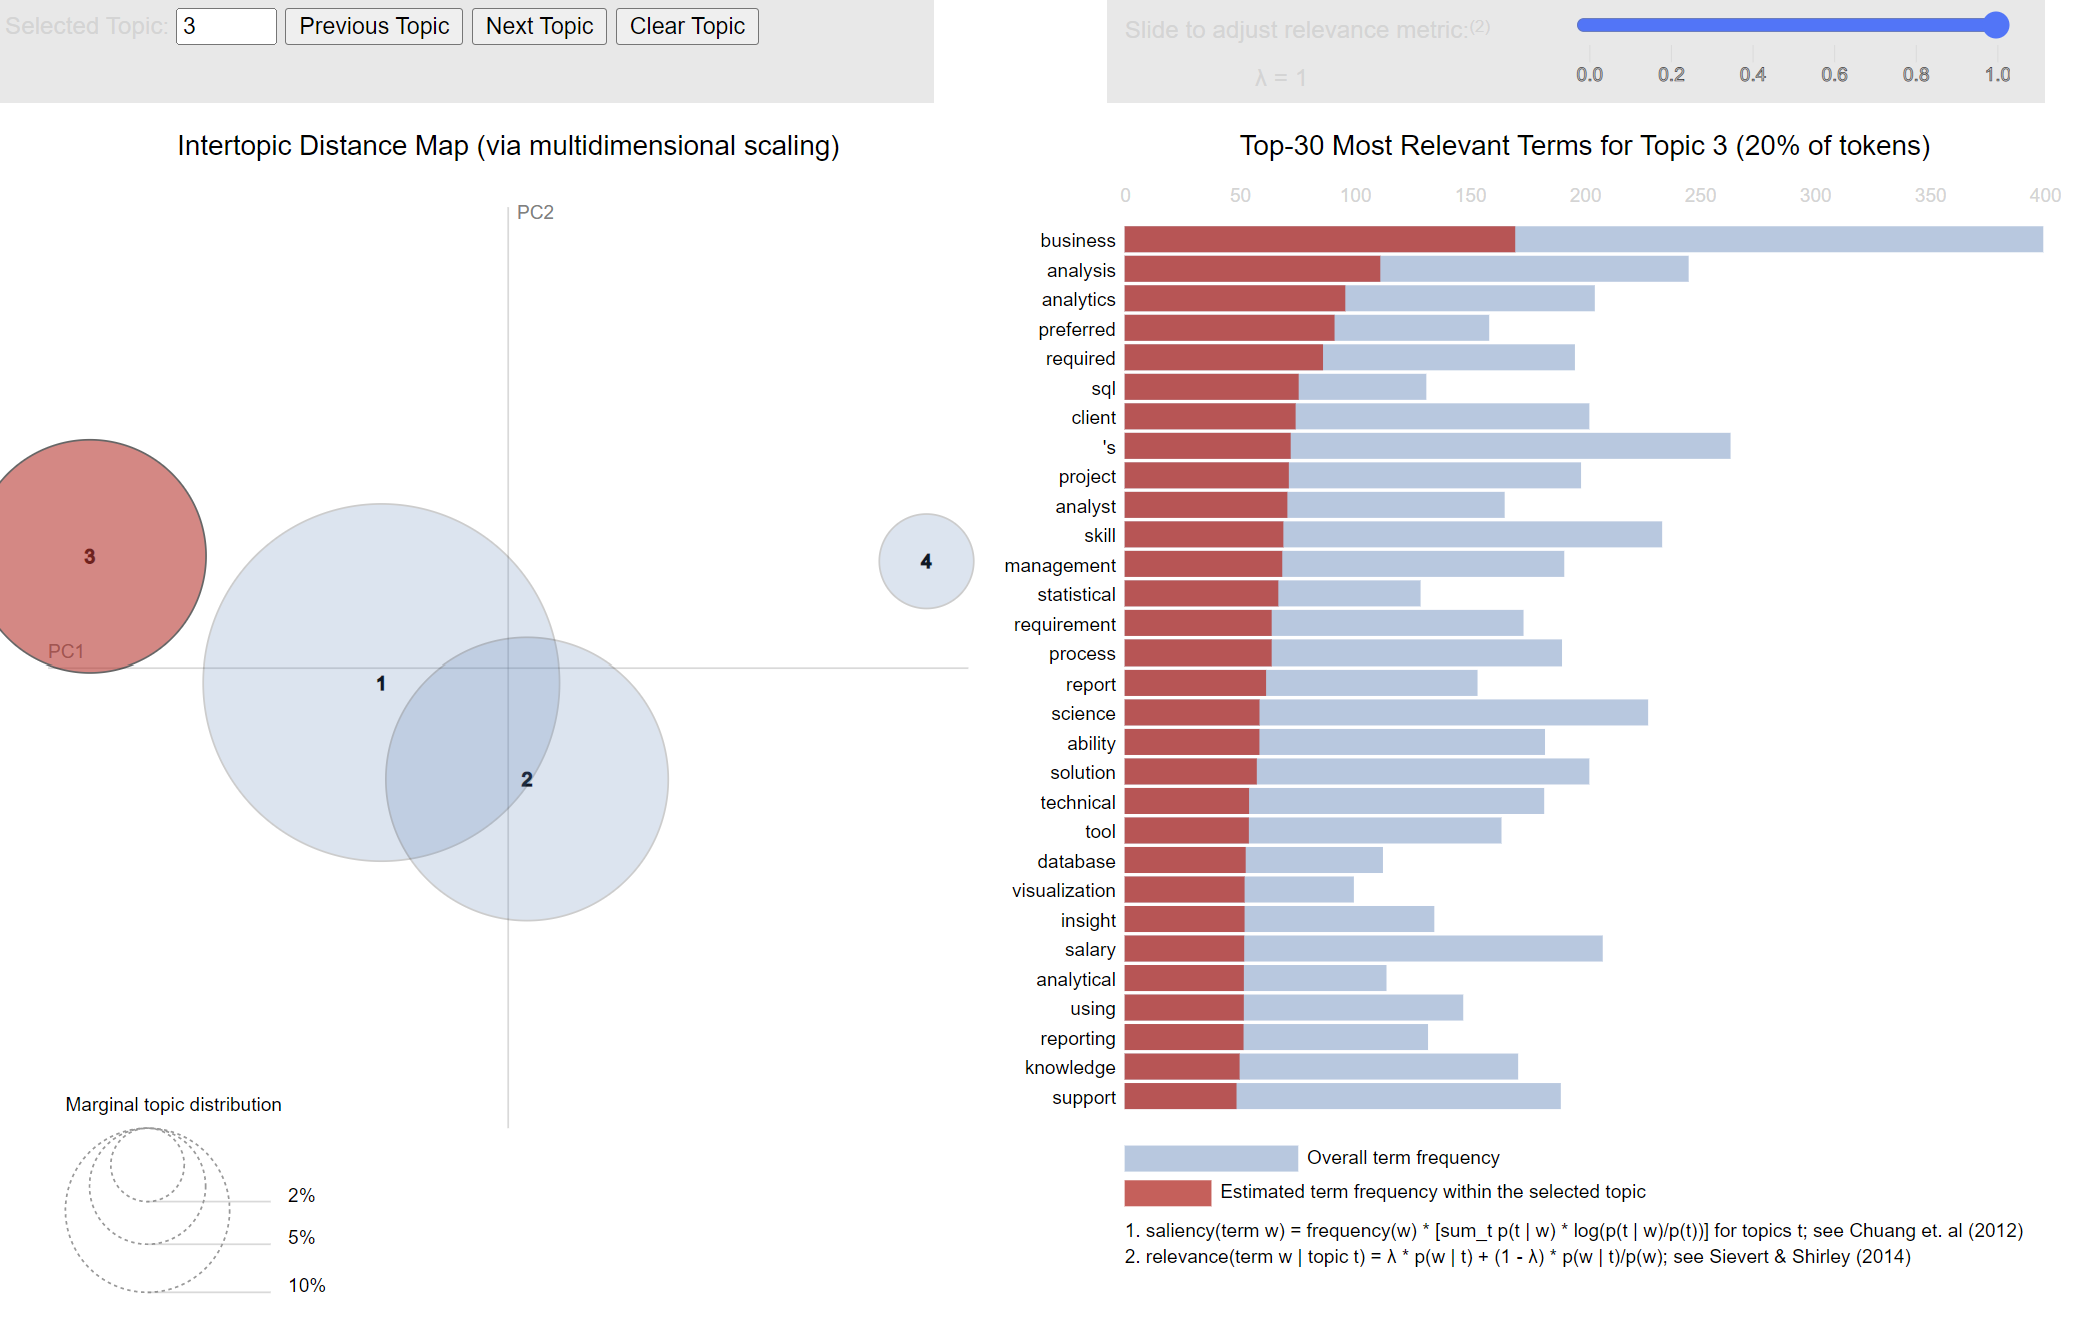 Selected Topic: 3 Previous Topic Next Topic Clear Topic
Slide to adjust relevance metric:(2)
λ = 1
0.0 0.2 0.4 0.6 0.8 1.0
Intertopic Distance Map (via multidimensional scaling)
PC2
PC1
3
1
2
4
Marginal topic distribution
2%
5%
10%
Top-30 Most Relevant Terms for Topic 3 (20% of tokens)
0 50 100 150 200 250 300 350 400
business
analysis
analytics
preferred
required
sql
client
's
project
analyst
skill
management
statistical
requirement
process
report
science
ability
solution
technical
tool
database
visualization
insight
salary
analytical
using
reporting
knowledge
support
Overall term frequency
Estimated term frequency within the selected topic
1. saliency(term w) = frequency(w) * [sum_t p(t | w) * log(p(t | w)/p(t))] for topics t; see Chuang et. al (2012)
2. relevance(term w | topic t) = λ * p(w | t) + (1 - λ) * p(w | t)/p(w); see Sievert & Shirley (2014)